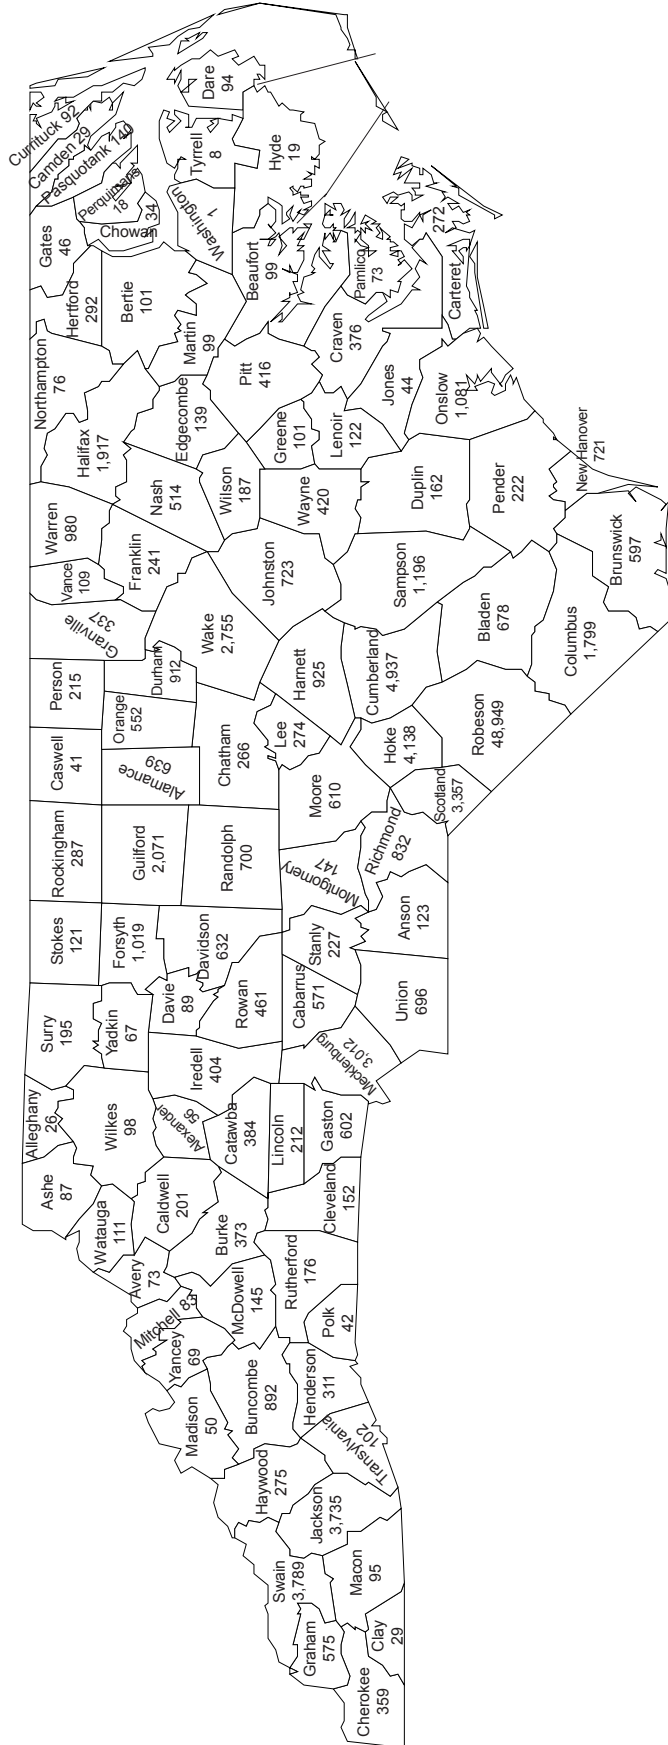 Cherokee
359
Graham
575
Clay
29
Swain
3,789
Macon
95
Jackson
3,735
Haywood
275
Transylvania
102
Madison
50
Buncombe
892
Henderson
311
Yancey
69
Mitchell 83
McDowell
145
Polk
42
Rutherford
176
Avery
73
Burke
373
Cleveland
152
Watauga
111
Caldwell
201
Ashe
87
Alleghany
26
Wilkes
98
Alexander
56
Catawba
384
Lincoln
212
Gaston
602
Surry
195
Yadkin
67
Iredell
404
Mecklenburg
3,012
Davie
89
Rowan
461
Cabarrus
571
Union
696
Stokes
121
Forsyth
1,019
Davidson
632
Stanly
227
Anson
123
Rockingham
287
Guilford
2,071
Randolph
700
Montgomery
147
Richmond
832
Caswell
41
Alamance
639
Chatham
266
Moore
610
Scotland
3,357
Person
215
Orange
552
Durham
912
Lee
274
Hoke
4,138
Robeson
48,949
Granville
337
Wake
2,755
Harnett
925
Cumberland
4,937
Bladen
678
Columbus
1,799
Vance
109
Franklin
241
Johnston
723
Sampson
1,196
Brunswick
597
Warren
980
Nash
514
Wilson
187
Wayne
420
Duplin
162
Pender
222
New Hanover
721
Northampton
76
Halifax
1,917
Edgecombe
139
Pitt
416
Greene
101
Lenoir
122
Jones
44
Onslow
1,081
Hertford
292
Bertie
101
Martin
99
Beaufort
99
Craven
376
Pamlico
73
Carteret
272
Gates
46
Chowan
34
Perquimans
18
Washington
7
Tyrrell
8
Hyde
19
Dare
94
Currituck 92
Camden 29
Pasquotank 140